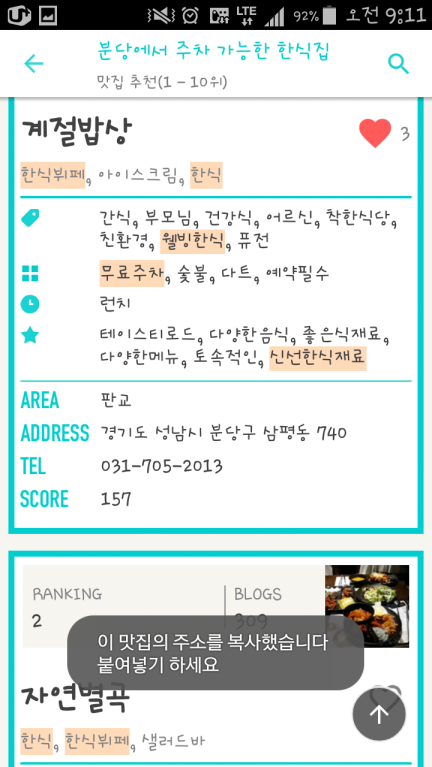 LTE 92% 오전 9:11
분당에서 주차 가능한 한식집
맛집 추천(1 - 10위)
계절밥상
3
한식뷔페, 아이스크림, 한식
간식, 부모님, 건강식, 어르신, 착한식당,
친환경, 웰빙한식, 퓨전
무료주차, 숯불, 다트, 예약필수
런치
테이스티로드, 다양한음식, 좋은식재료,
다양한메뉴, 토속적인, 신선한식재료
AREA 판교
ADDRESS 경기도 성남시 분당구 삼평동 740
TEL 031-705-2013
SCORE 157
RANKING BLOGS
2 309
이 맛집의 주소를 복사했습니다
붙여넣기 하세요
자연별곡
한식, 한식뷔페, 샐러드바